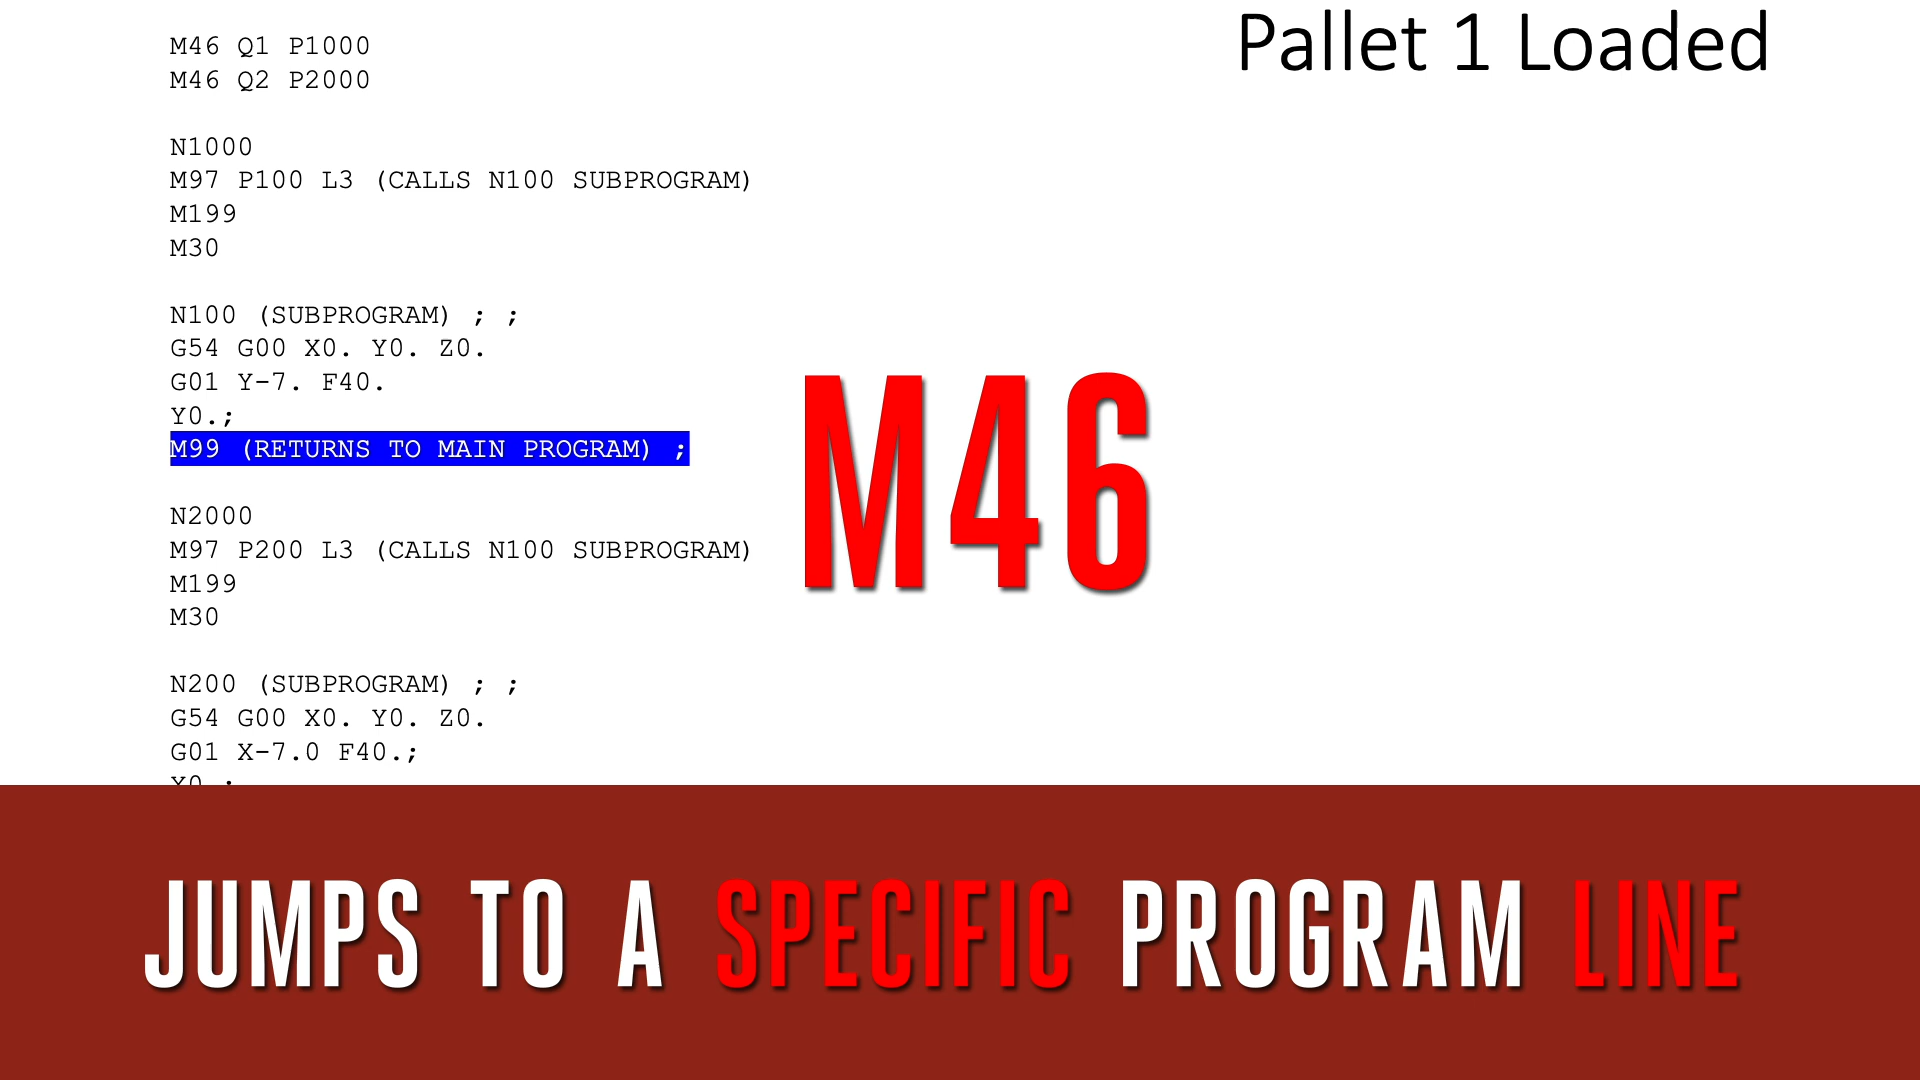 Pallet 1 Loaded
M46 Q1 P1000
M46 Q2 P2000
N1000
M97 P100 L3 (CALLS N100 SUBPROGRAM)
M199
M30
N100 (SUBPROGRAM) ; ;
G54 G00 X0. Y0. Z0.
G01 Y-7. F40.
Y0.;
M99 (RETURNS TO MAIN PROGRAM) ;
N2000
M97 P200 L3 (CALLS N100 SUBPROGRAM)
M199
M30
N200 (SUBPROGRAM) ; ;
G54 G00 X0. Y0. Z0.
G01 X-7.0 F40.;
M46
JUMPS TO A SPECIFIC PROGRAM LINE